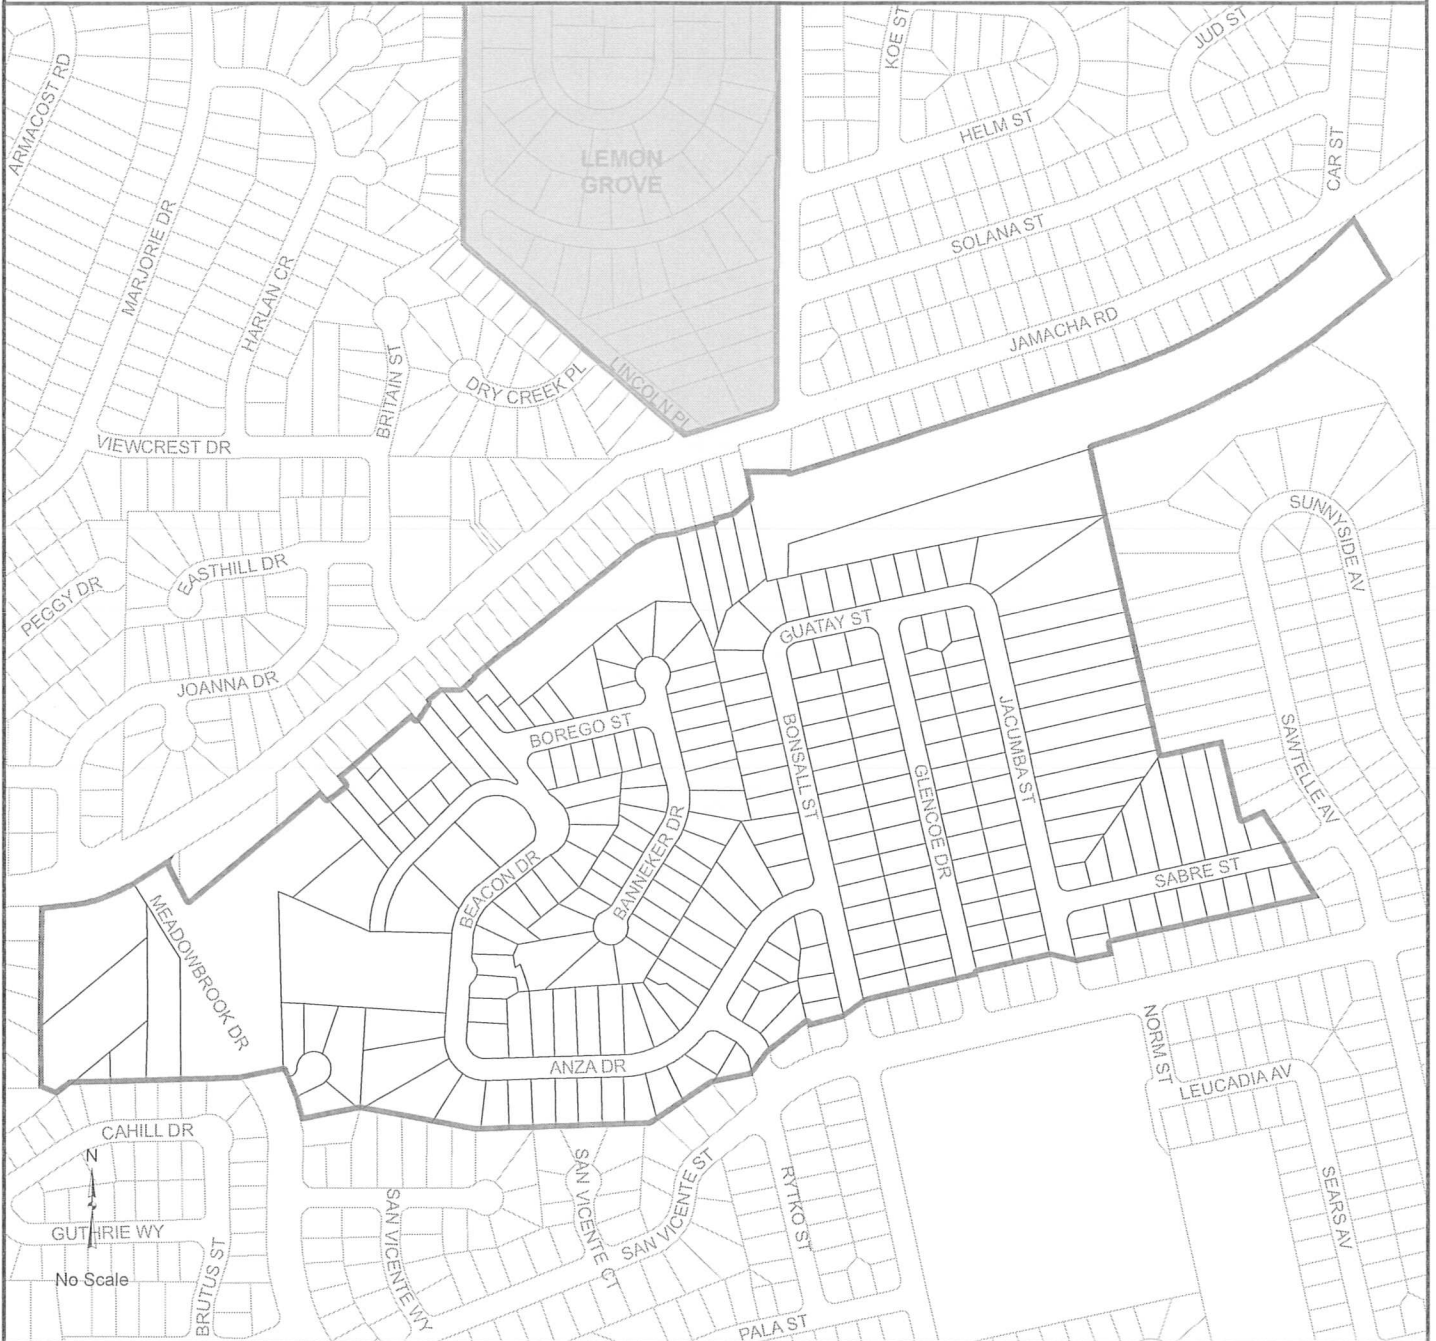 KOE ST
JUD ST
ARMACOST RD
HELM ST
LEMON
GROVE
CAR ST
MARJORIE DR
SOLANA ST
HARLAN CR
JAMACHA RD
BRITAIN ST
DRY CREEK PL
LINCOLN PL
VIEWCREST DR
SUNNYSIDE AV
EASTHILL DR
PEGGY DR
GUATAY ST
JOANNA DR
BOREGO ST
BONSALL ST
JACUMBA ST
SAWTELLE AV
GLENCOE DR
BANNEKER DR
BEACON DR
SABRE ST
MEADOWBROOK DR
ANZA DR
NORM ST
LEUCADIA AV
CAHILL DR
N
SAN VICENTE ST
SAN VICENTE CT
RYTKO ST
SEARS AV
GUTHRIE WY
SAN VICENTE WY
No Scale
BRUTUS ST
PALA ST